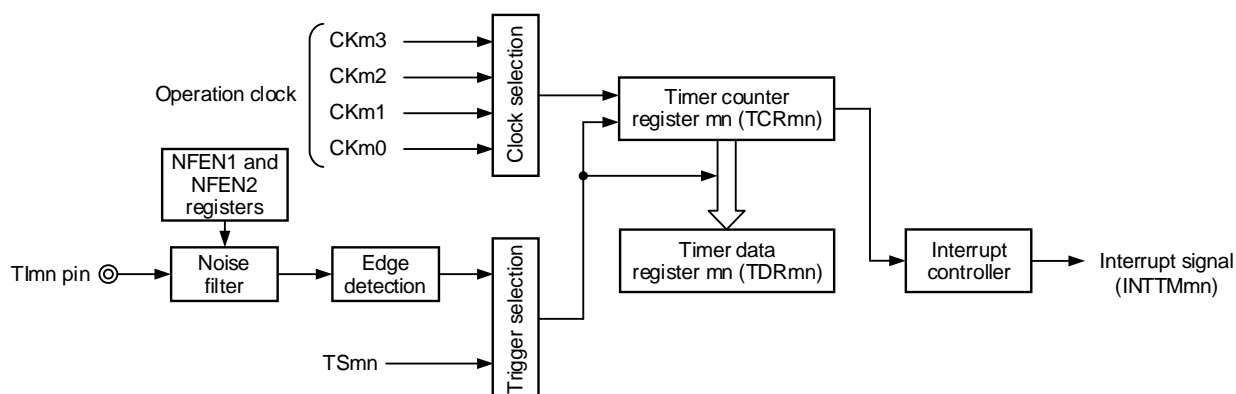 CKm3
CKm2
Operation clock
CKm1
CKm0
Clock selection
Timer counter
register mn (TCRmn)
NFEN1 and
NFEN2
registers
TImn pin
Noise
filter
Edge
detection
TSmn
Trigger selection
Timer data
register mn (TDRmn)
Interrupt
controller
Interrupt signal
(INTTMmn)